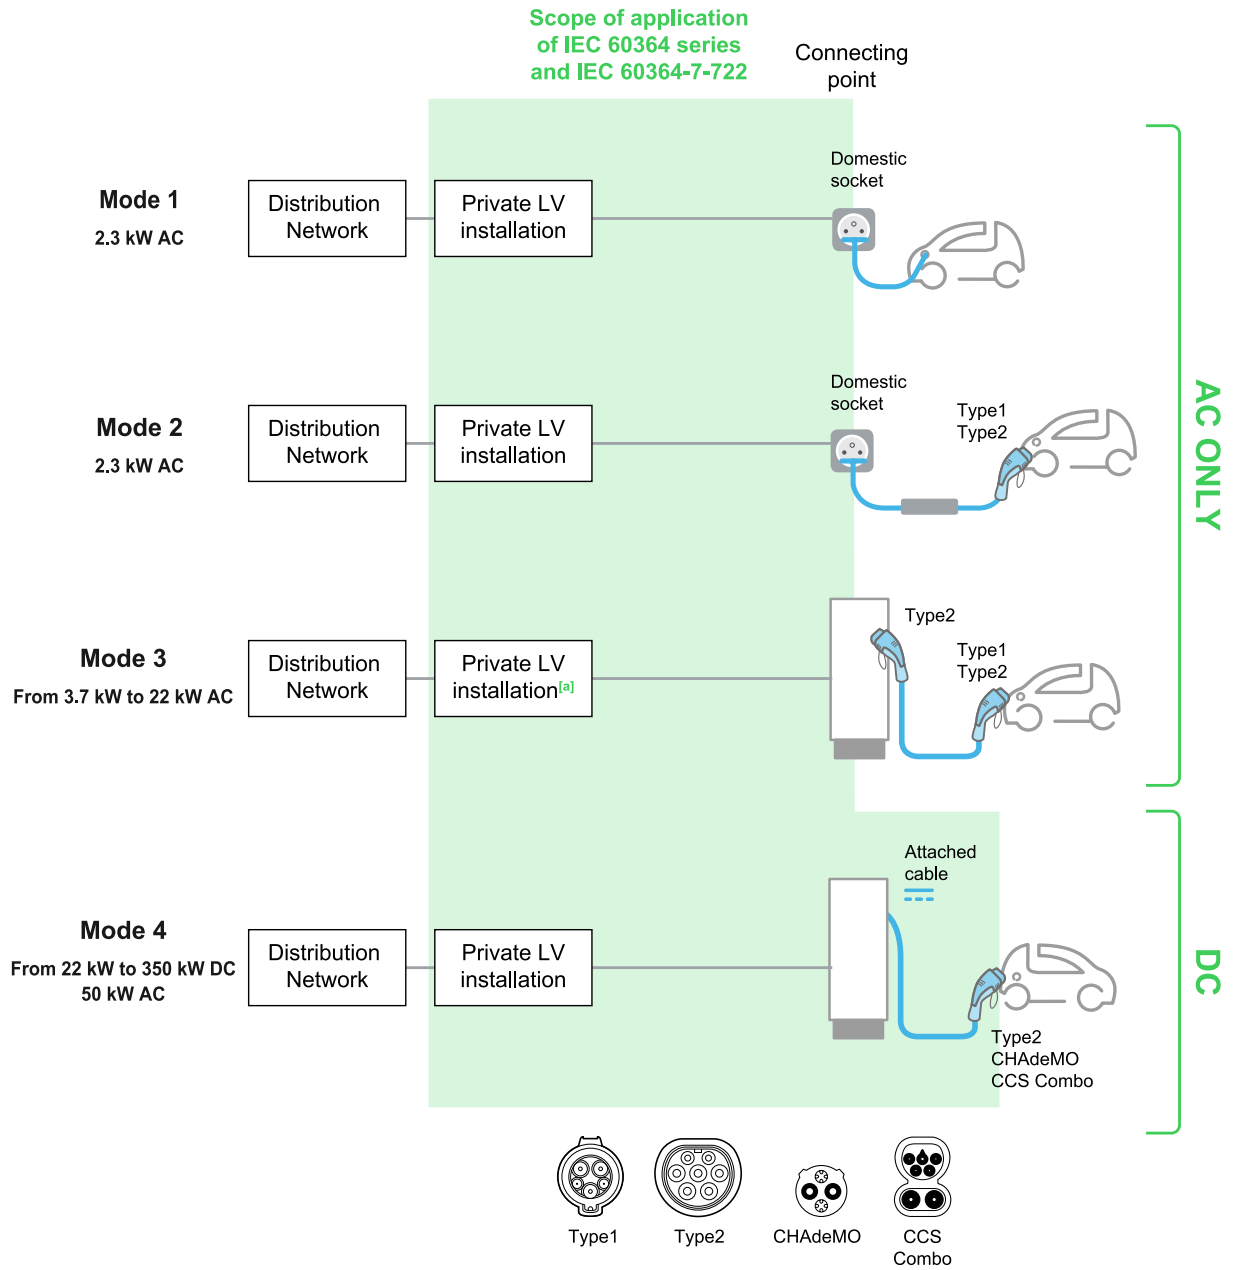 Scope of application
of IEC 60364 series
and IEC 60364-7-722
Connecting
point
Mode 1
2.3 kW AC
Distribution
Network
Private LV
installation
Domestic
socket
Mode 2
2.3 kW AC
Distribution
Network
Private LV
installation
Domestic
socket
Type1
Type2
AC ONLY
Mode 3
From 3.7 kW to 22 kW AC
Distribution
Network
Private LV
installation[a]
Type2
Type1
Type2
Mode 4
From 22 kW to 350 kW DC
50 kW AC
Distribution
Network
Private LV
installation
Attached
cable
Type2
CHAdeMO
CCS Combo
DC
Type1
Type2
CHAdeMO
CCS
Combo